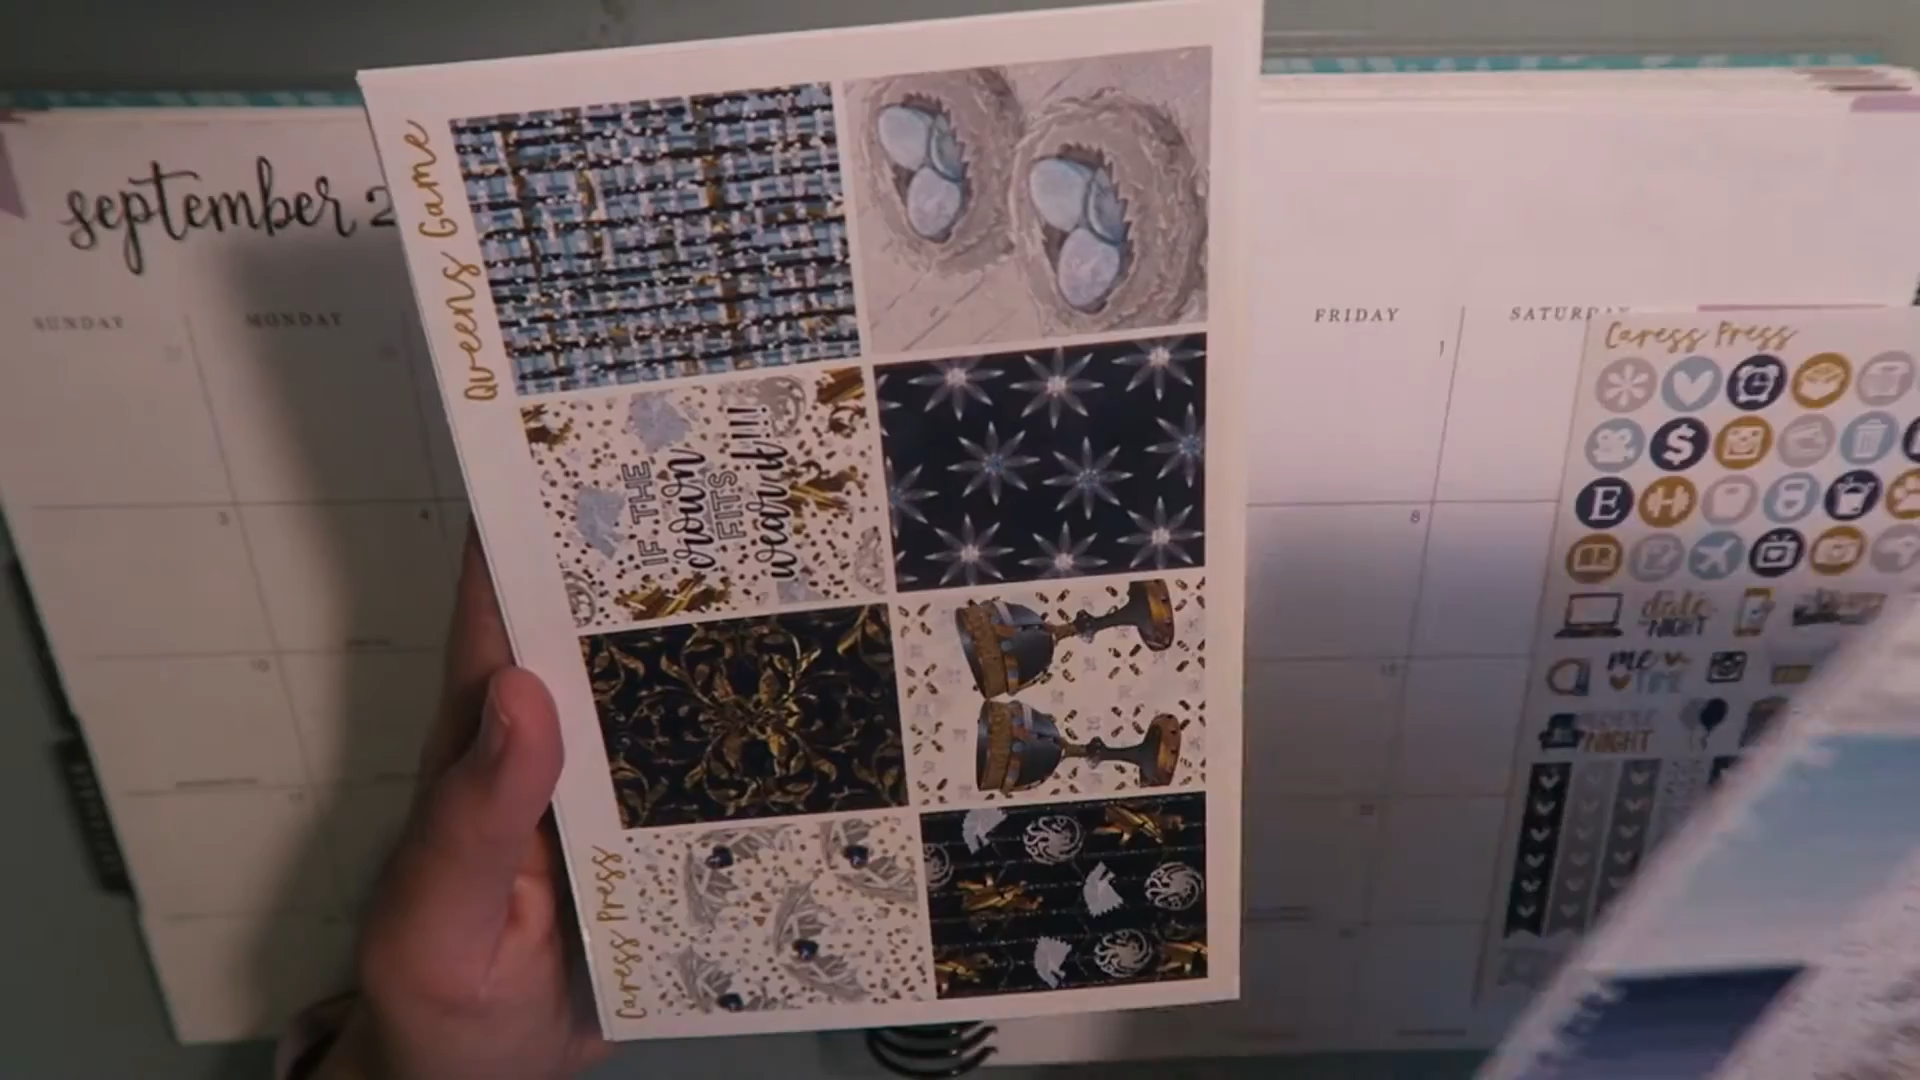 september 2
SUNDAY
MONDAY
3
4
10
Queens Game
IF THE
crown
FITS
wear it!!!
Caress Press
FRIDAY
SATURDAY
1
8
Caress Press
$
E
date
NIGHT
me
TIME
NIGHT